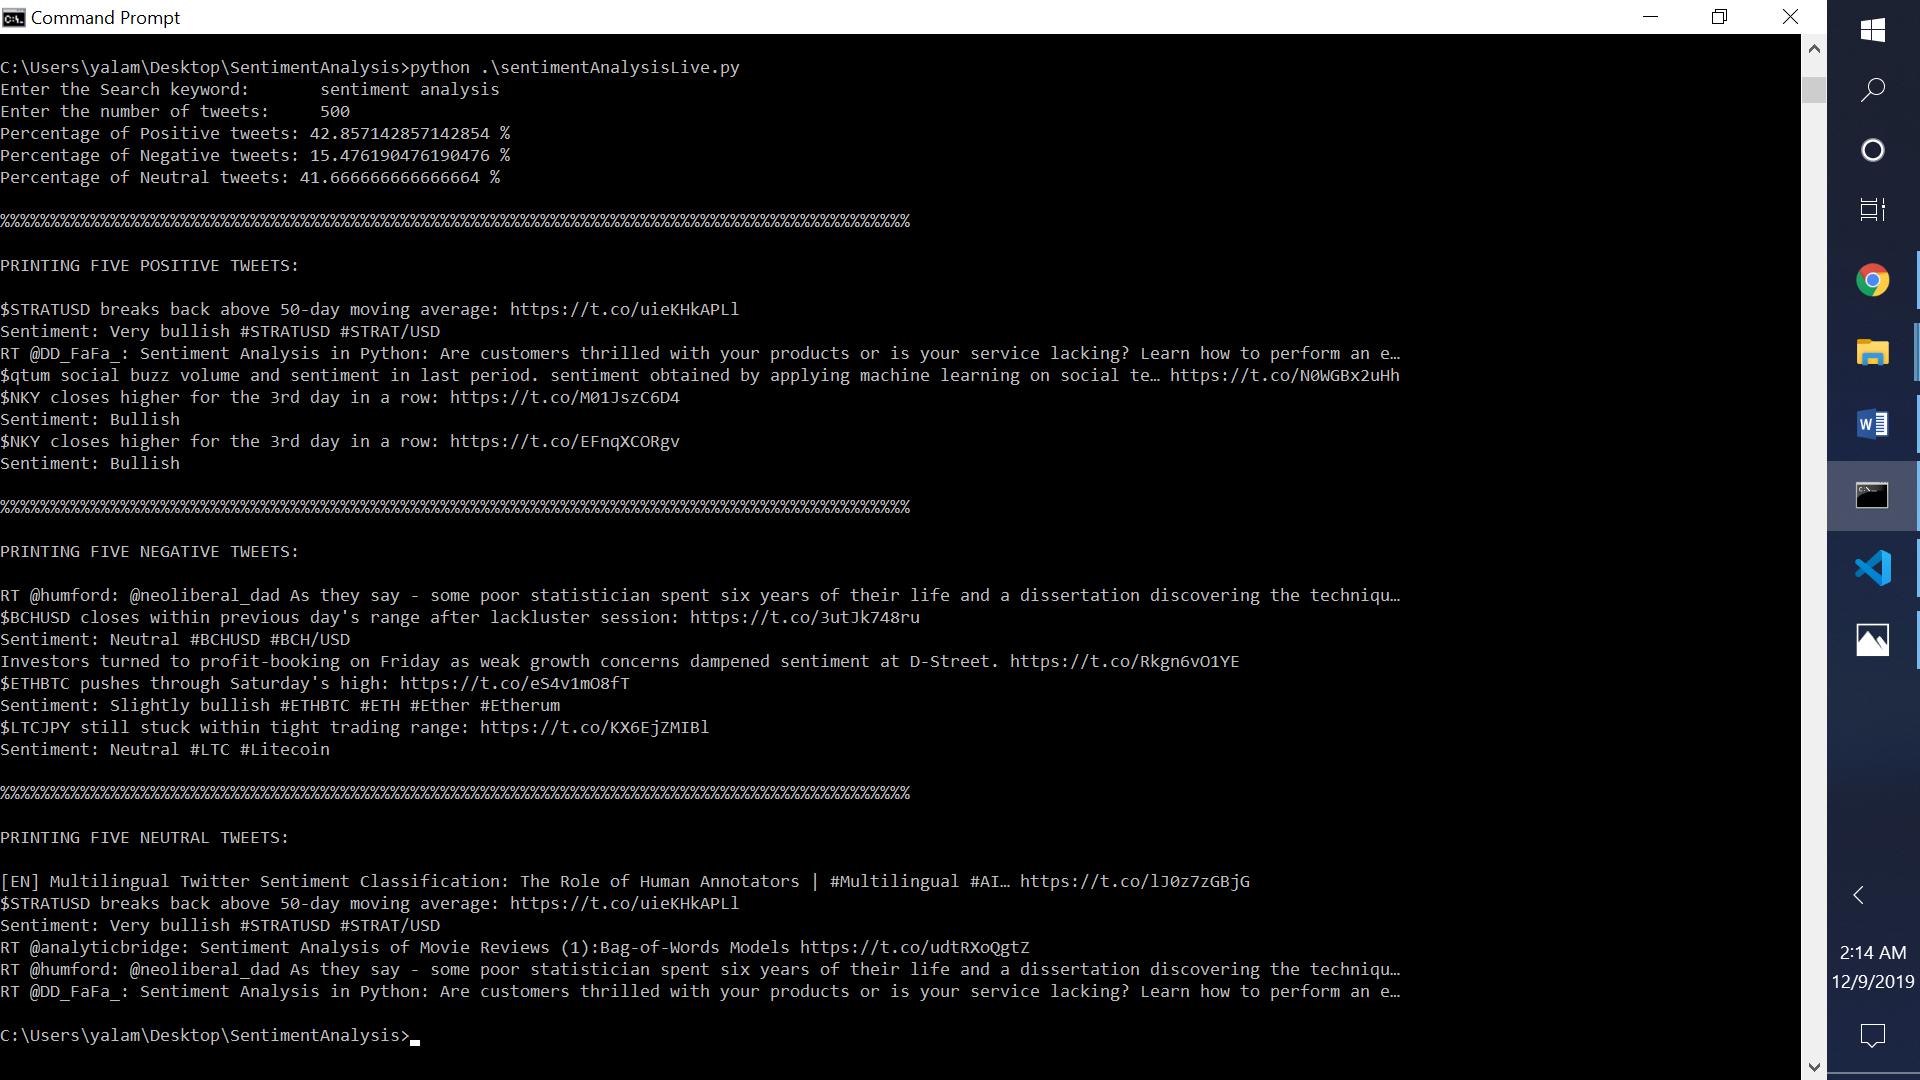 Command Prompt
C:\Users\yalam\Desktop\SentimentAnalysis>python .\sentimentAnalysisLive.py
Enter the Search keyword: sentiment analysis
Enter the number of tweets: 500
Percentage of Positive tweets: 42.857142857142854 %
Percentage of Negative tweets: 15.476190476190476 %
Percentage of Neutral tweets: 41.666666666666664 %
%%%%%%%%%%%%%%%%%%%%%%%%%%%%%%%%%%%%%%%%%%%%%%%%%%%%%%%%%%%%%%%%%%%%%%%%%%%%%%%%%%%%%%%%%%%%%
PRINTING FIVE POSITIVE TWEETS:
$STRATUSD breaks back above 50-day moving average: https://t.co/uieKHkAPLl
Sentiment: Very bullish #STRATUSD #STRAT/USD
RT @DD_FaFa_: Sentiment Analysis in Python: Are customers thrilled with your products or is your service lacking? Learn how to perform an e…
$qtum social buzz volume and sentiment in last period. sentiment obtained by applying machine learning on social te… https://t.co/N0WGBx2uHh
$NKY closes higher for the 3rd day in a row: https://t.co/M01JszC6D4
Sentiment: Bullish
$NKY closes higher for the 3rd day in a row: https://t.co/EFnqXCORgv
Sentiment: Bullish
%%%%%%%%%%%%%%%%%%%%%%%%%%%%%%%%%%%%%%%%%%%%%%%%%%%%%%%%%%%%%%%%%%%%%%%%%%%%%%%%%%%%%%%%%%%%%
PRINTING FIVE NEGATIVE TWEETS:
RT @humford: @neoliberal_dad As they say - some poor statistician spent six years of their life and a dissertation discovering the techniqu…
$BCHUSD closes within previous day's range after lackluster session: https://t.co/3utJk748ru
Sentiment: Neutral #BCHUSD #BCH/USD
Investors turned to profit-booking on Friday as weak growth concerns dampened sentiment at D-Street. https://t.co/Rkgn6vO1YE
$ETHBTC pushes through Saturday's high: https://t.co/eS4v1mO8fT
Sentiment: Slightly bullish #ETHBTC #ETH #Ether #Etherum
$LTCJPY still stuck within tight trading range: https://t.co/KX6EjZMIBl
Sentiment: Neutral #LTC #Litecoin
%%%%%%%%%%%%%%%%%%%%%%%%%%%%%%%%%%%%%%%%%%%%%%%%%%%%%%%%%%%%%%%%%%%%%%%%%%%%%%%%%%%%%%%%%%%%%
PRINTING FIVE NEUTRAL TWEETS:
[EN] Multilingual Twitter Sentiment Classification: The Role of Human Annotators | #Multilingual #AI… https://t.co/lJ0z7zGBjG
$STRATUSD breaks back above 50-day moving average: https://t.co/uieKHkAPLl
Sentiment: Very bullish #STRATUSD #STRAT/USD
RT @analyticbridge: Sentiment Analysis of Movie Reviews (1):Bag-of-Words Models https://t.co/udtRXoQgtZ
RT @humford: @neoliberal_dad As they say - some poor statistician spent six years of their life and a dissertation discovering the techniqu…
RT @DD_FaFa_: Sentiment Analysis in Python: Are customers thrilled with your products or is your service lacking? Learn how to perform an e…
C:\Users\yalam\Desktop\SentimentAnalysis>
2:14 AM
12/9/2019